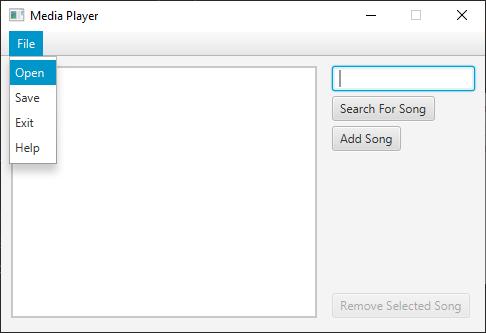 Media Player
File
Open
Save
Exit
Help
Search For Song
Add Song
Remove Selected Song